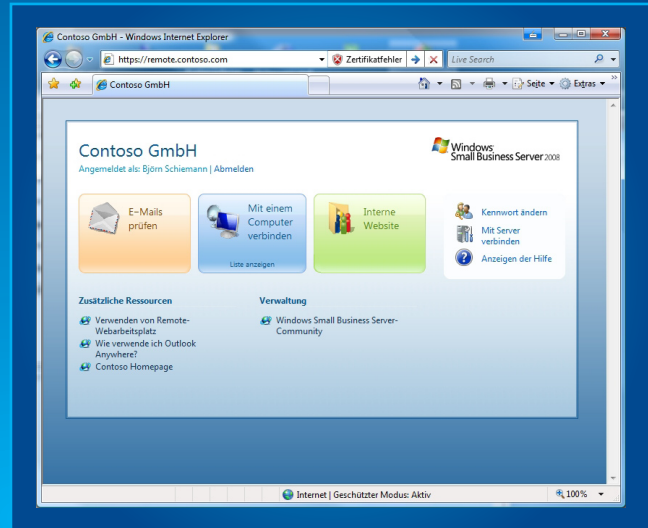 Contoso GmbH - Windows Internet Explorer
https://remote.contoso.com
Zertifikatfehler
Live Search
Contoso GmbH
Seite
Extras
Contoso GmbH
Angemeldet als: Björn Schiemann | Abmelden
Windows
Small Business Server 2008
E-Mails
prüfen
Mit einem
Computer
verbinden
Liste anzeigen
Interne
Website
Kennwort ändern
Mit Server
verbinden
Anzeigen der Hilfe
Zusätzliche Ressourcen
Verwenden von Remote-
Webarbeitsplatz
Wie verwende ich Outlook
Anywhere?
Contoso Homepage
Verwaltung
Windows Small Business Server-
Community
Internet | Geschützter Modus: Aktiv
100%